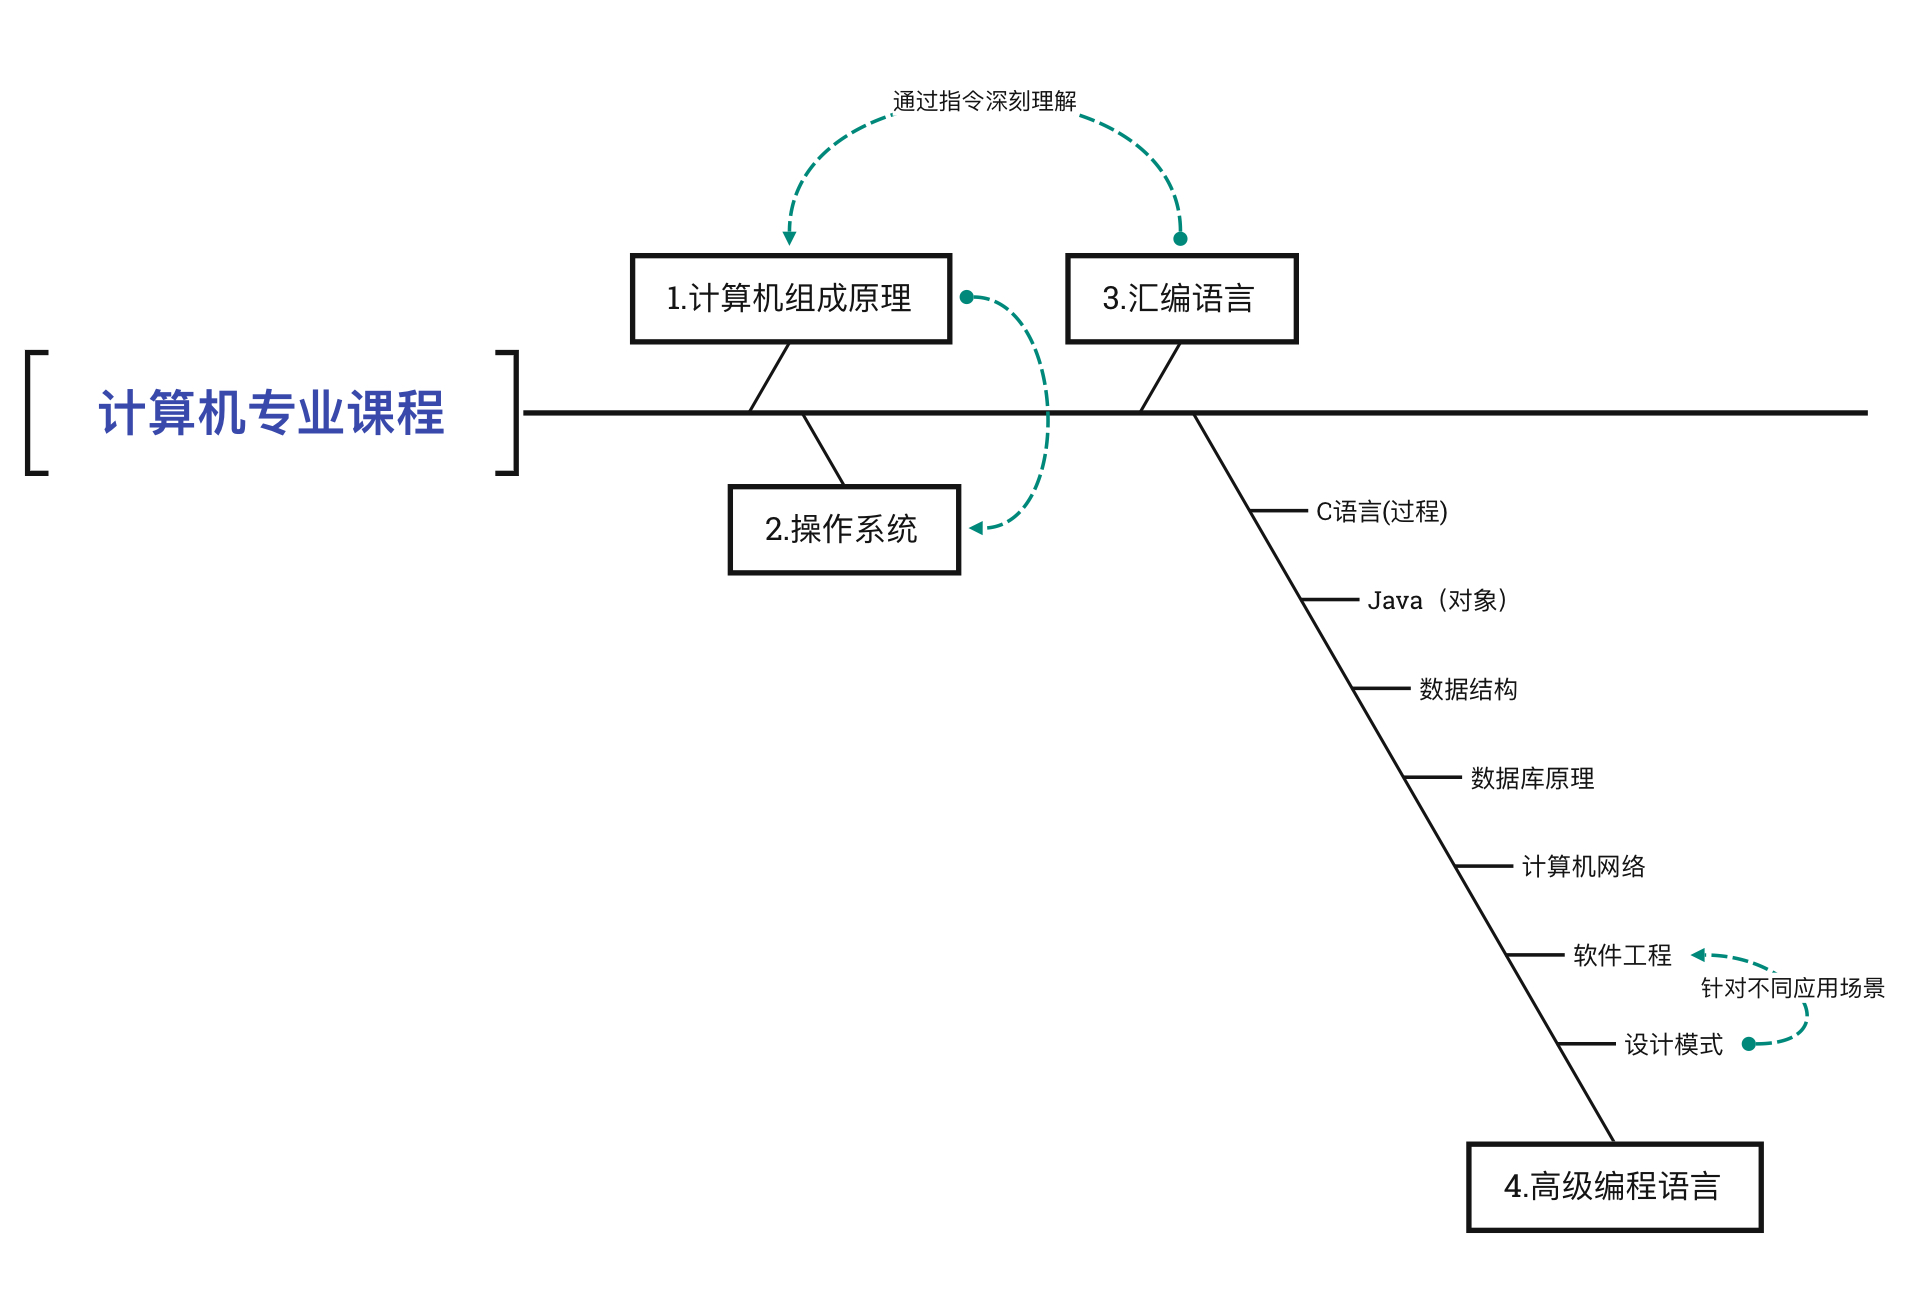 通过指令深刻理解
1.计算机组成原理
3.汇编语言
计算机专业课程
2.操作系统
C语言(过程)
Java（对象）
数据结构
数据库原理
计算机网络
软件工程
针对不同应用场景
设计模式
4.高级编程语言